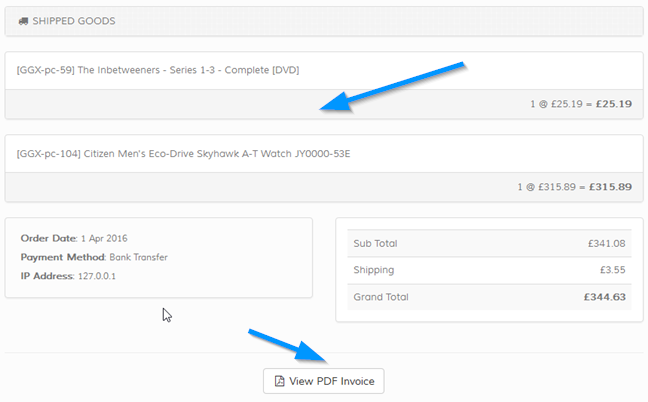 SHIPPED GOODS
[GGX-pc-59] The Inbetweeners - Series 1-3 - Complete [DVD]
1 @ £25.19 = £25.19
[GGX-pc-104] Citizen Men's Eco-Drive Skyhawk A-T Watch JY0000-53E
1 @ £315.89 = £315.89
Order Date: 1 Apr 2016
Payment Method: Bank Transfer
IP Address: 127.0.0.1
Sub Total £341.08
Shipping £3.55
Grand Total £344.63
View PDF Invoice